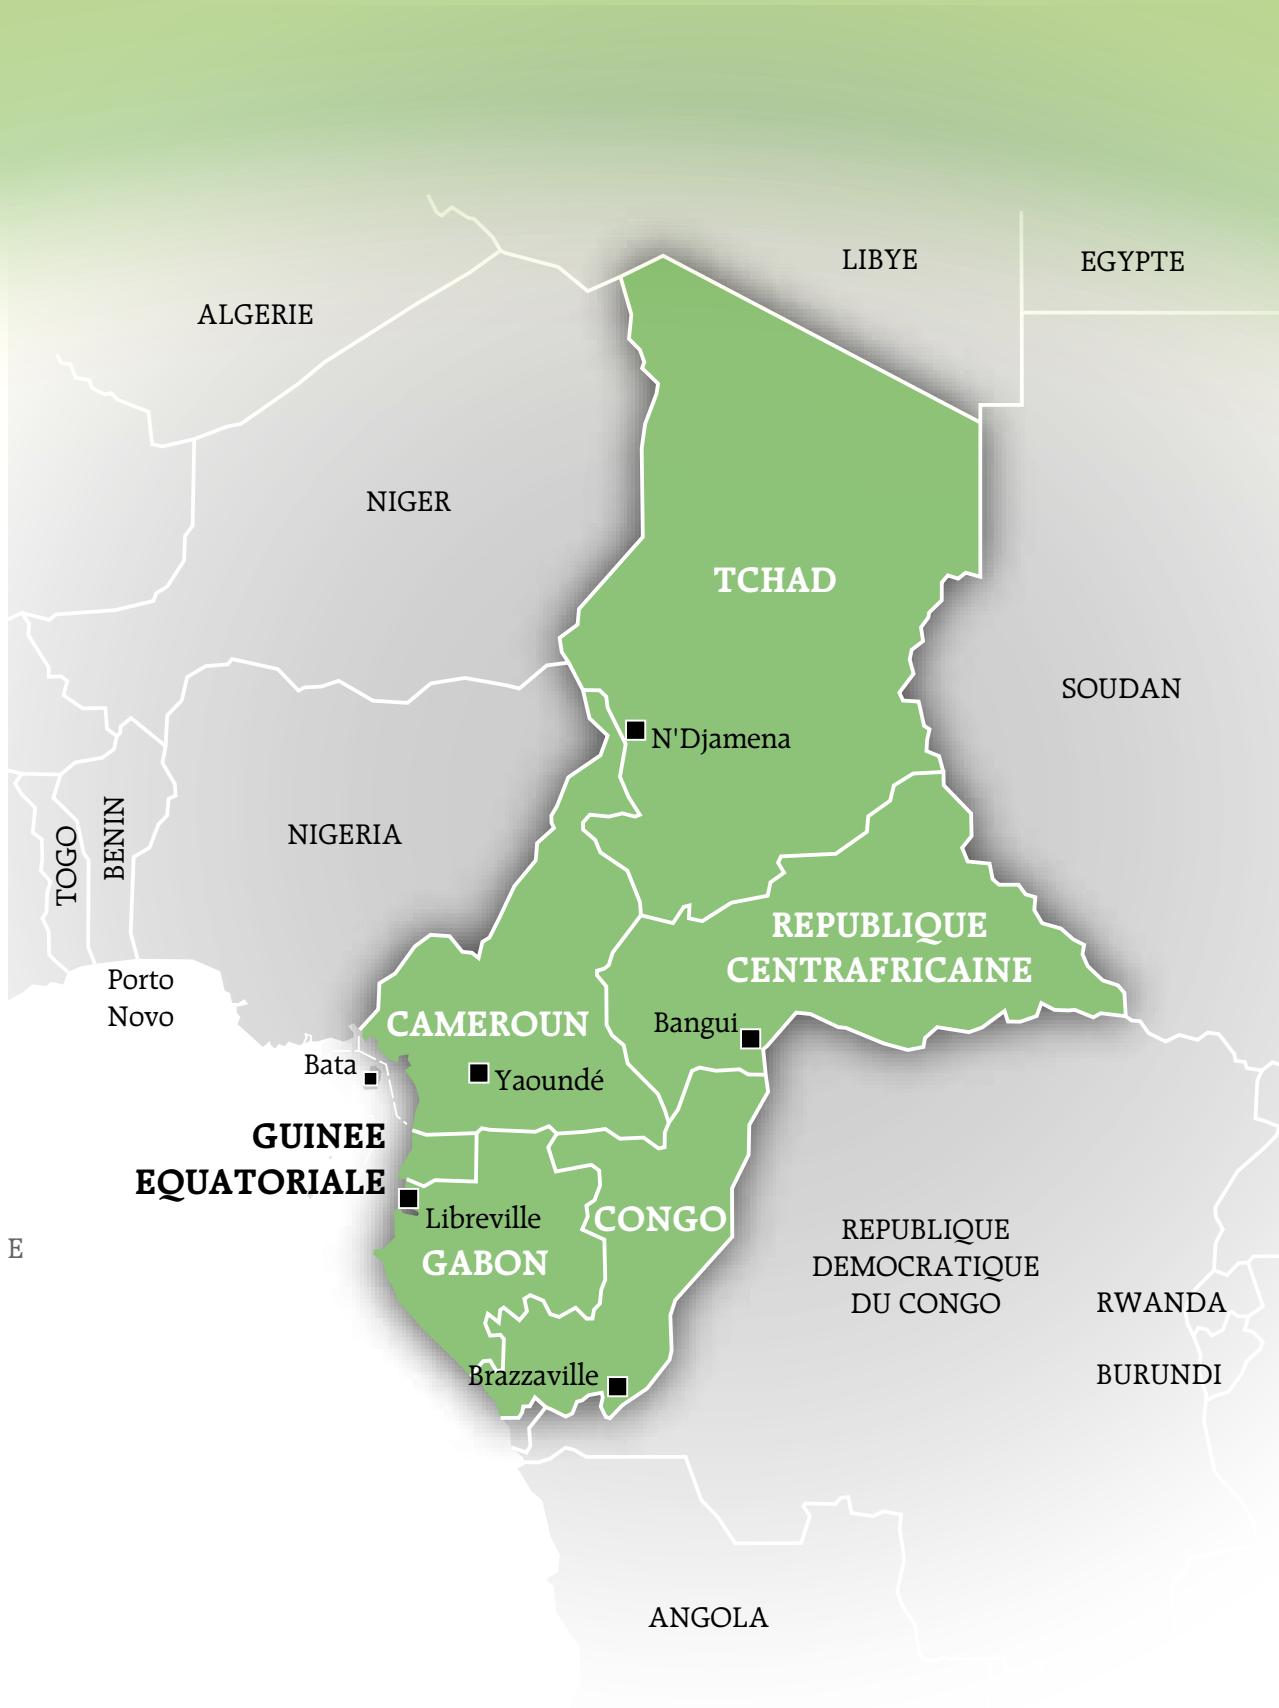 LIBYE
EGYPTE
ALGERIE
NIGER
TCHAD
SOUDAN
N'Djamena
NIGERIA
TOGO
BENIN
REPUBLIQUE
CENTRAFRICAINE
Porto
Novo
CAMEROUN
Bangui
Bata
Yaoundé
GUINEE
EQUATORIALE
Libreville
CONGO
GABON
E
REPUBLIQUE
DEMOCRATIQUE
DU CONGO
RWANDA
BURUNDI
Brazzaville
ANGOLA